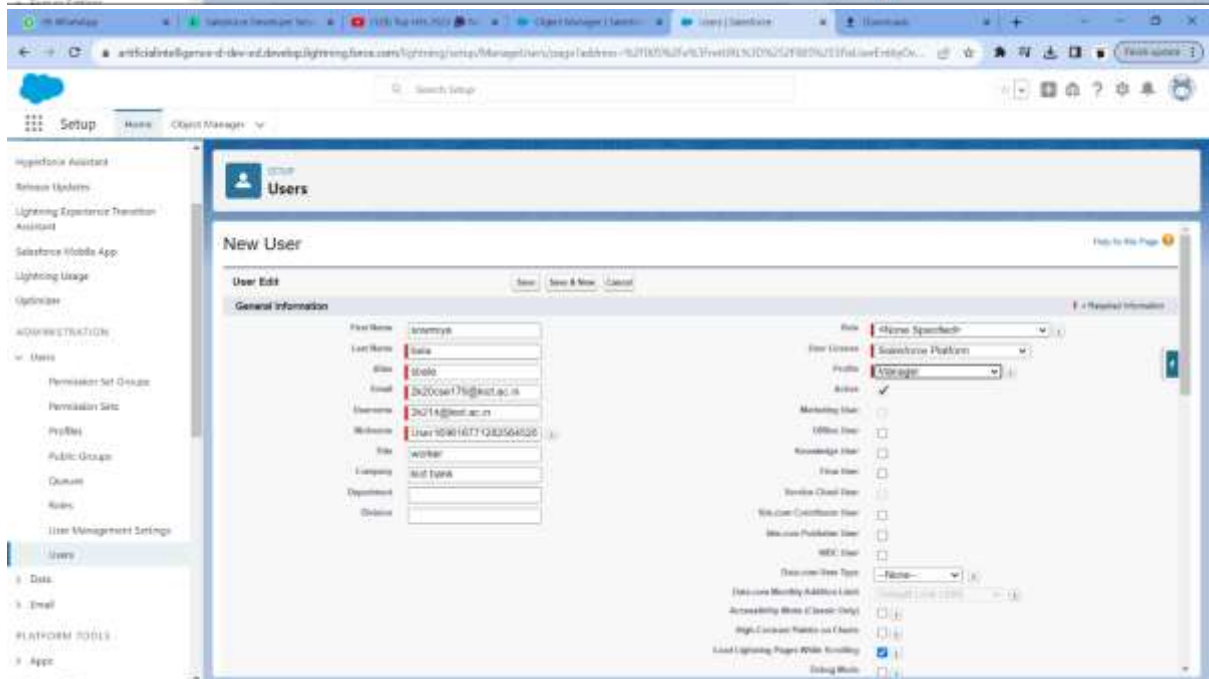 WhatsApp
Users | Salesforce
Downloads
Search Setup
Setup
Home
Object Manager
Hyperforce Assistant
Release Updates
Lightning Experience Transition
Assistant
Salesforce Mobile App
Lightning Usage
Optimizer
ADMINISTRATION
Users
Permission Set Groups
Permission Sets
Profiles
Public Groups
Queues
Roles
User Management Settings
Users
Data
Email
PLATFORM TOOLS
Apps
SETUP
Users
New User
Help for this Page
User Edit
Save
Save & New
Cancel
General Information
= Required Information
First Name
Last Name
Alias
Email
Username
Nickname
Title
worker
Company
Department
Division
Role
<None Specified>
User License
Salesforce Platform
Profile
Manager
Active
Marketing User
Offline User
Knowledge User
Flow User
Service Cloud User
Site.com Contributor User
Site.com Publisher User
WDC User
Data.com User Type
--None--
Data.com Monthly Addition Limit
Accessibility Mode (Classic Only)
High-Contrast Palette on Charts
Load Lightning Pages While Scrolling
Debug Mode